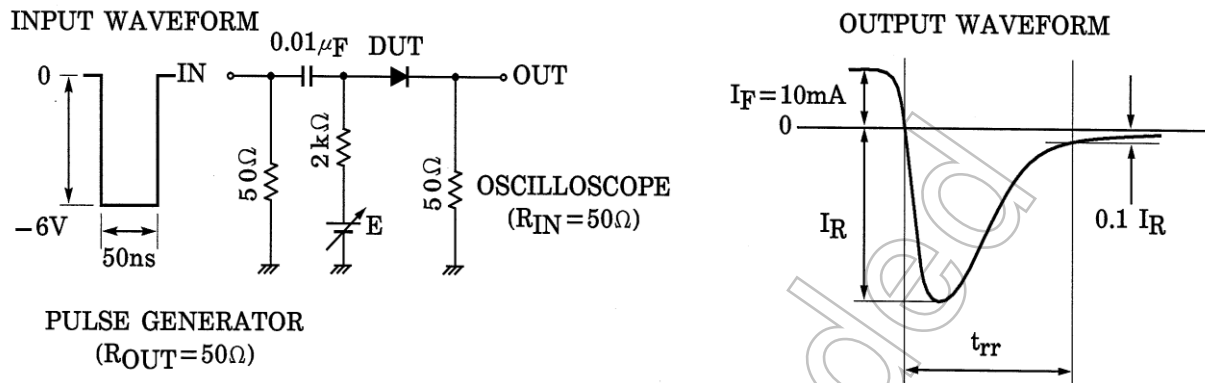 INPUT WAVEFORM
0
-6V
50ns
IN
0.01μF
DUT
OUT
50Ω
2kΩ
E
50Ω
OSCILLOSCOPE
(RIN=50Ω)
PULSE GENERATOR
(ROUT=50Ω)
OUTPUT WAVEFORM
IF=10mA
0
IR
0.1 IR
trr
ded